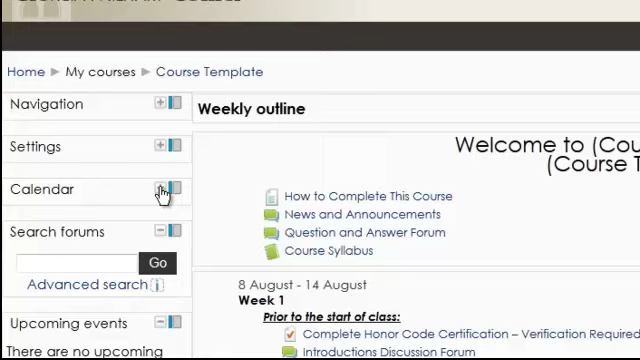 COLLEGE
Home ► My courses ► Course Template
Navigation
Settings
Calendar
Search forums
Go
Advanced search
Upcoming events
There are no upcoming
Weekly outline
Welcome to (Cou
(Course T
How to Complete This Course
News and Announcements
Question and Answer Forum
Course Syllabus
8 August - 14 August
Week 1
Prior to the start of class:
Complete Honor Code Certification – Verification Required
Introductions Discussion Forum